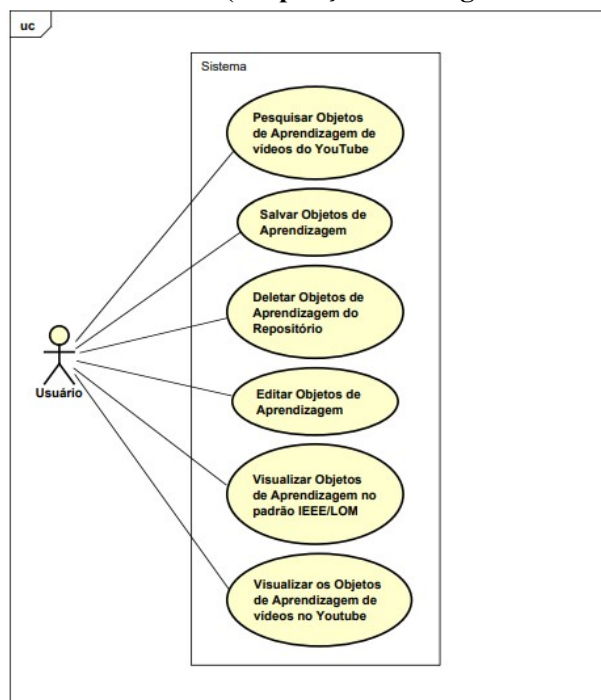 uc
Sistema
Pesquisar Objetos
de Aprendizagem de
vídeos do YouTube
Salvar Objetos de
Aprendizagem
Deletar Objetos de
Aprendizagem do
Repositório
Usuário
Editar Objetos de
Aprendizagem
Visualizar Objetos
de Aprendizagem no
padrão IEEE/LOM
Visualizar os Objetos
de Aprendizagem de
vídeos no Youtube